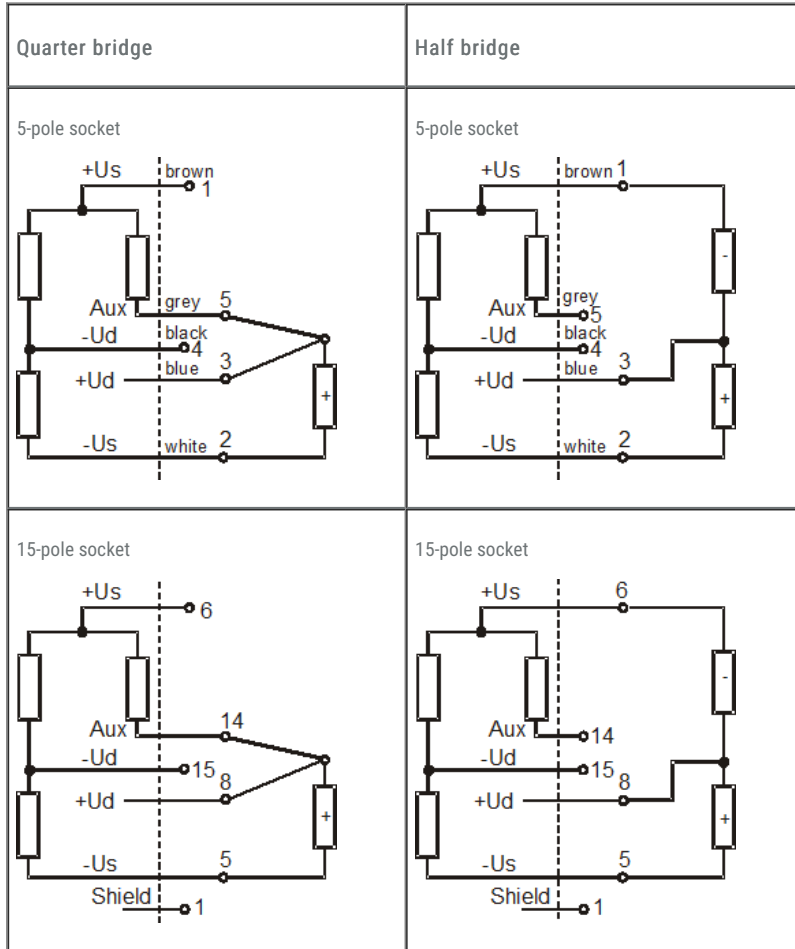 Quarter bridge
Half bridge
5-pole socket
+Us
brown
1
Aux
grey
5
-Ud
black
4
+Ud
blue
3
+
-Us
white
2
5-pole socket
+Us
brown
1
-
Aux
grey
5
-Ud
black
4
+Ud
blue
3
+
-Us
white
2
15-pole socket
+Us
6
Aux
14
-Ud
15
+Ud
8
+
-Us
5
Shield
1
15-pole socket
+Us
6
-
Aux
14
-Ud
15
+Ud
8
+
-Us
5
Shield
1